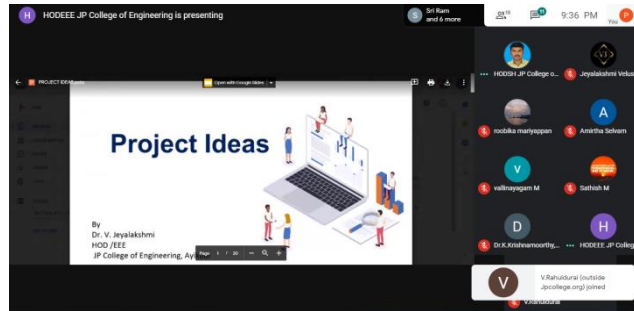 H HODEEE JP College of Engineering is presenting
S Sri Ram and 6 more
9:36 PM
You P
PROJECT IDEAS.pptx
Open with Google Slides
Project Ideas
By
Dr. V. Jeyalakshmi
HOD /EEE
JP College of Engineering, Ayi
Page 1 / 20
HODSH JP College o...
Jeyalakshmi Velus
roobika mariyappan
A
Amirtha Selvam
V
vallinayagam M
Sathish M
D
Dr.K.Krishnamoorthy,...
H
HODEEE JP Colleg
V
V.Rahuldurai (outside
Jpcollege.org) joined
V.Rahuldurai